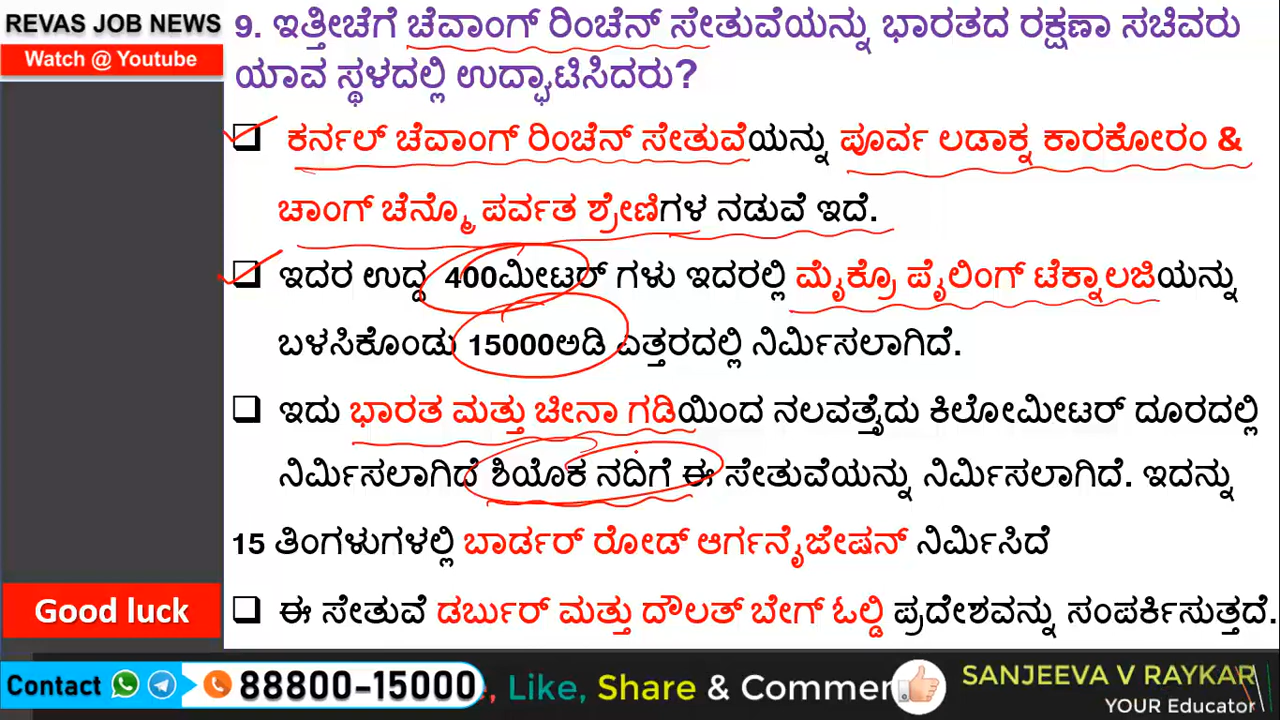 REVAS JOB NEWS
Watch @ Youtube
9. ಇತ್ತೀಚೆಗೆ ಚೆವಾಂಗ್ ರಿಂಚೆನ್ ಸೇತುವೆಯನ್ನು ಭಾರತದ ರಕ್ಷಣಾ ಸಚಿವರು
ಯಾವ ಸ್ಥಳದಲ್ಲಿ ಉದ್ಘಾಟಿಸಿದರು?
ಕರ್ನಲ್ ಚೆವಾಂಗ್ ರಿಂಚೆನ್ ಸೇತುವೆಯನ್ನು ಪೂರ್ವ ಲಡಾಕ್ನ ಕಾರಕೋರಂ &
ಚಾಂಗ್ ಚೆನ್ಮೊ ಪರ್ವತ ಶ್ರೇಣಿಗಳ ನಡುವೆ ಇದೆ.
ಇದರ ಉದ್ದ 400ಮೀಟರ್ ಗಳು ಇದರಲ್ಲಿ ಮೈಕ್ರೊ ಪೈಲಿಂಗ್ ಟೆಕ್ನಾಲಜಿಯನ್ನು
ಬಳಸಿಕೊಂಡು 15000ಅಡಿ ಎತ್ತರದಲ್ಲಿ ನಿರ್ಮಿಸಲಾಗಿದೆ.
ಇದು ಭಾರತ ಮತ್ತು ಚೀನಾ ಗಡಿಯಿಂದ ನಲವತ್ತೈದು ಕಿಲೋಮೀಟರ್ ದೂರದಲ್ಲಿ
ನಿರ್ಮಿಸಲಾಗಿದೆ ಶಿಯೊಕ ನದಿಗೆ ಈ ಸೇತುವೆಯನ್ನು ನಿರ್ಮಿಸಲಾಗಿದೆ. ಇದನ್ನು
15 ತಿಂಗಳುಗಳಲ್ಲಿ ಬಾರ್ಡರ್ ರೋಡ್ ಆರ್ಗನೈಜೇಷನ್ ನಿರ್ಮಿಸಿದೆ
ಈ ಸೇತುವೆ ಡರ್ಬುರ್ ಮತ್ತು ದೌಲತ್ ಬೇಗ್ ಓಲ್ಡಿ ಪ್ರದೇಶವನ್ನು ಸಂಪರ್ಕಿಸುತ್ತದೆ.
Good luck
Contact 88800-15000 Like, Share & Commen
SANJEEVA V RAYKAR
YOUR Educator